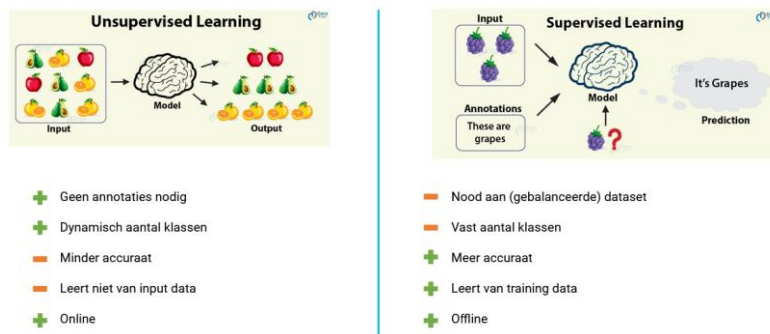 Unsupervised Learning
Input
Model
Output
Geen annotaties nodig
Dynamisch aantal klassen
Minder accuraat
Leert niet van input data
Online
Supervised Learning
Input
Annotations
These are
grapes
Model
?
It's Grapes
Prediction
Nood aan (gebalanceerde) dataset
Vast aantal klassen
Meer accuraat
Leert van training data
Offline